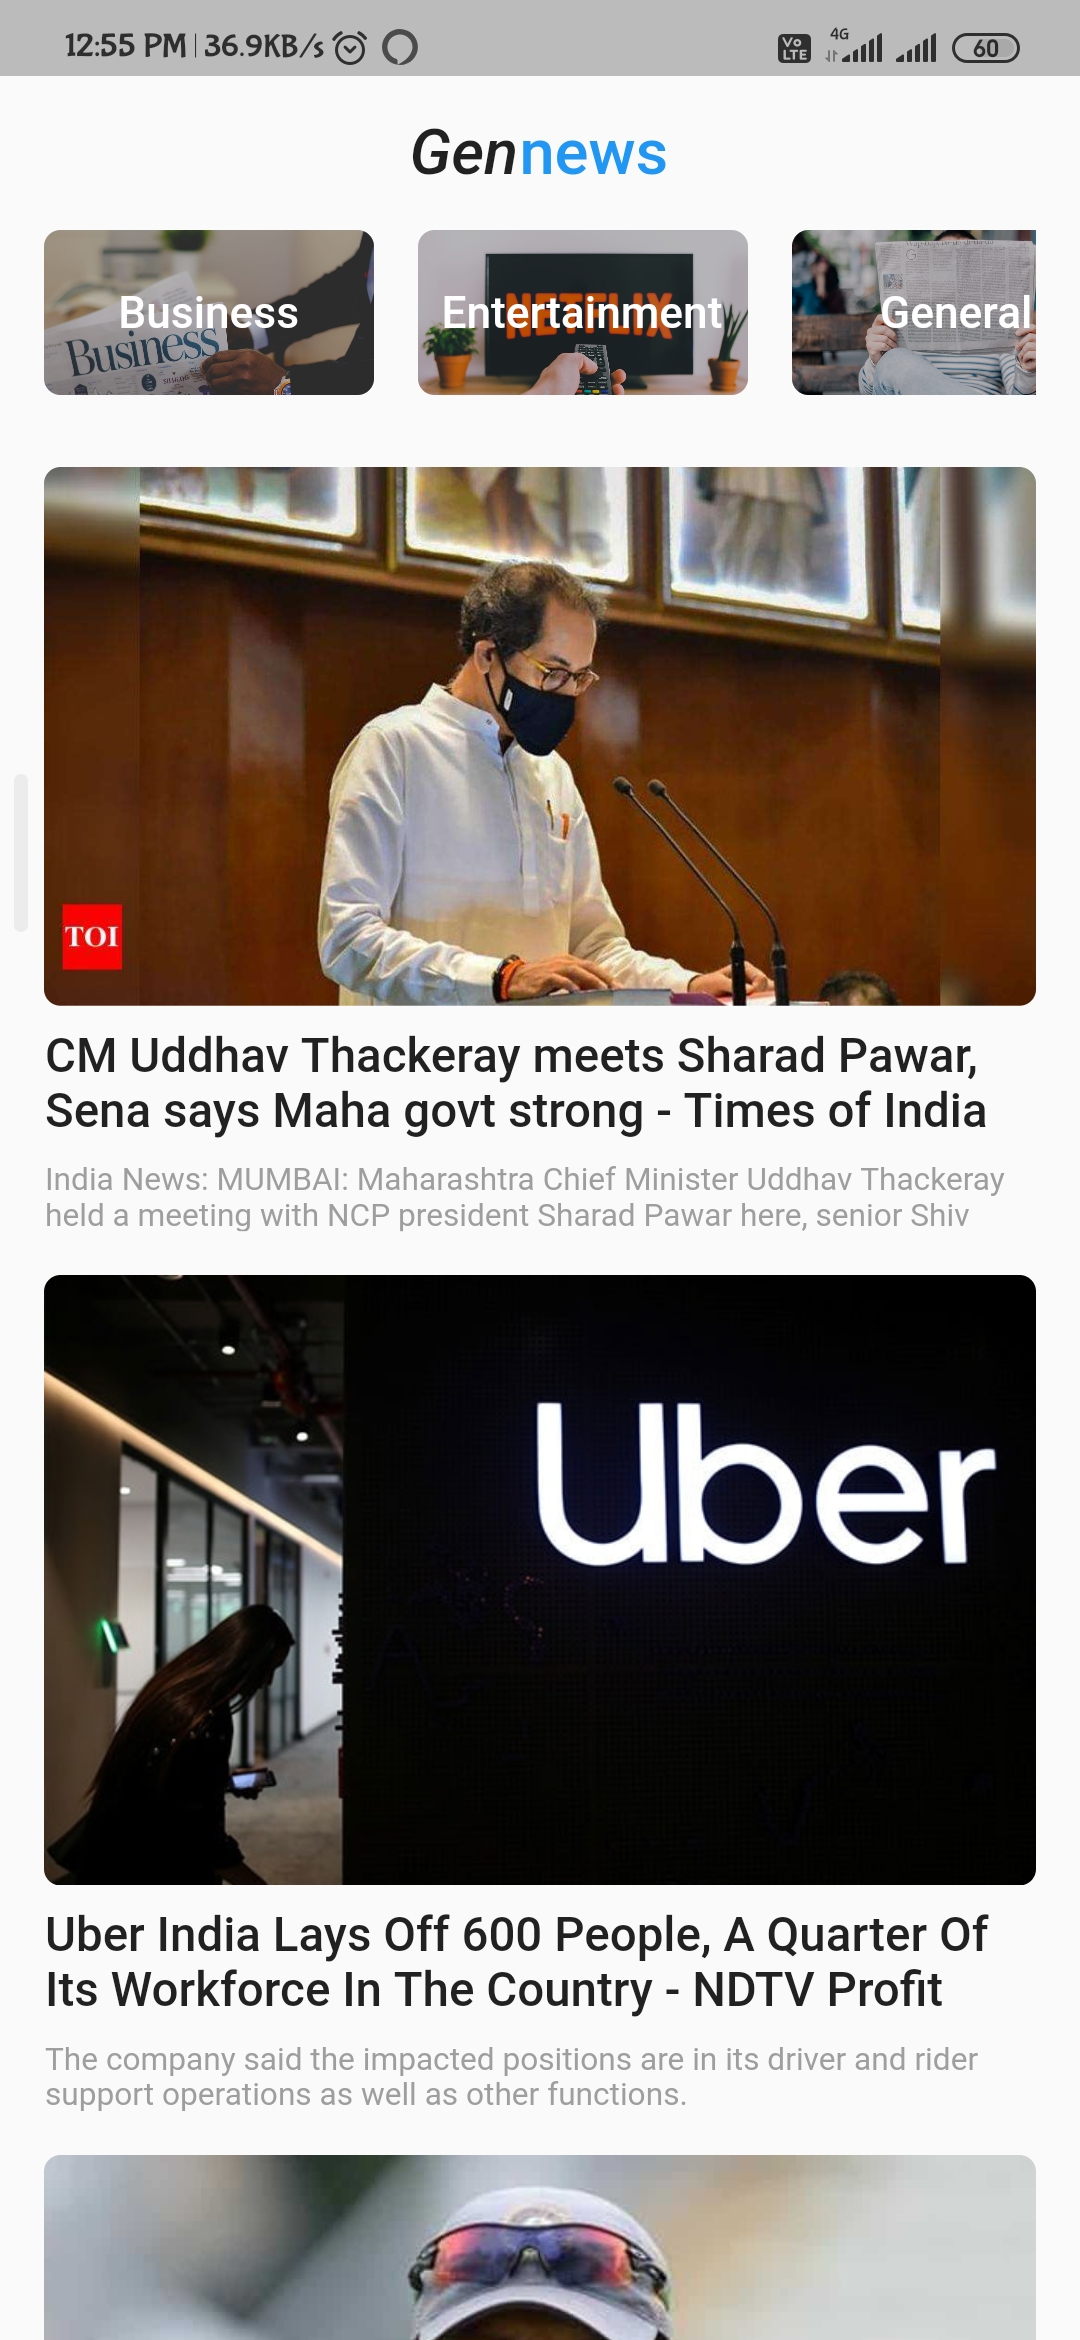 12:55 PM | 36.9KB/s
Vo
LTE
4G
60
Gennews
Business
Business
Entertainment
NETFLIX
General
TOI
CM Uddhav Thackeray meets Sharad Pawar,
Sena says Maha govt strong - Times of India
India News: MUMBAI: Maharashtra Chief Minister Uddhav Thackeray
held a meeting with NCP president Sharad Pawar here, senior Shiv
Uber
Uber India Lays Off 600 People, A Quarter Of
Its Workforce In The Country - NDTV Profit
The company said the impacted positions are in its driver and rider
support operations as well as other functions.